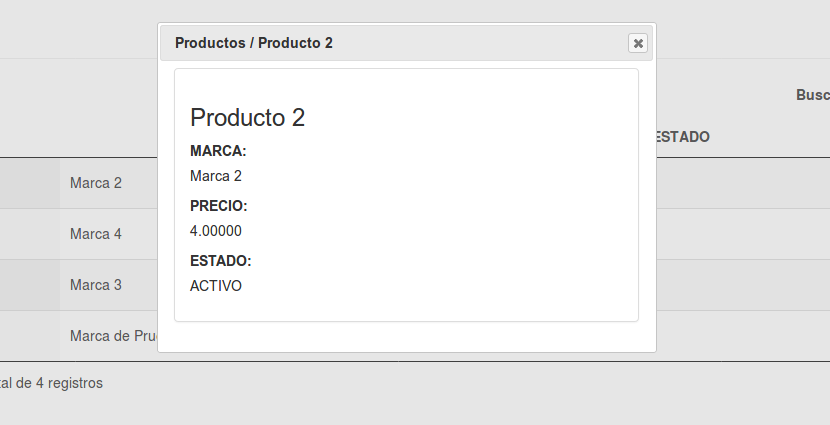 Productos / Producto 2
Busc
ESTADO
Producto 2
MARCA:
Marca 2
PRECIO:
4.00000
ESTADO:
ACTIVO
Marca 2
Marca 4
Marca 3
Marca de Pru
tal de 4 registros